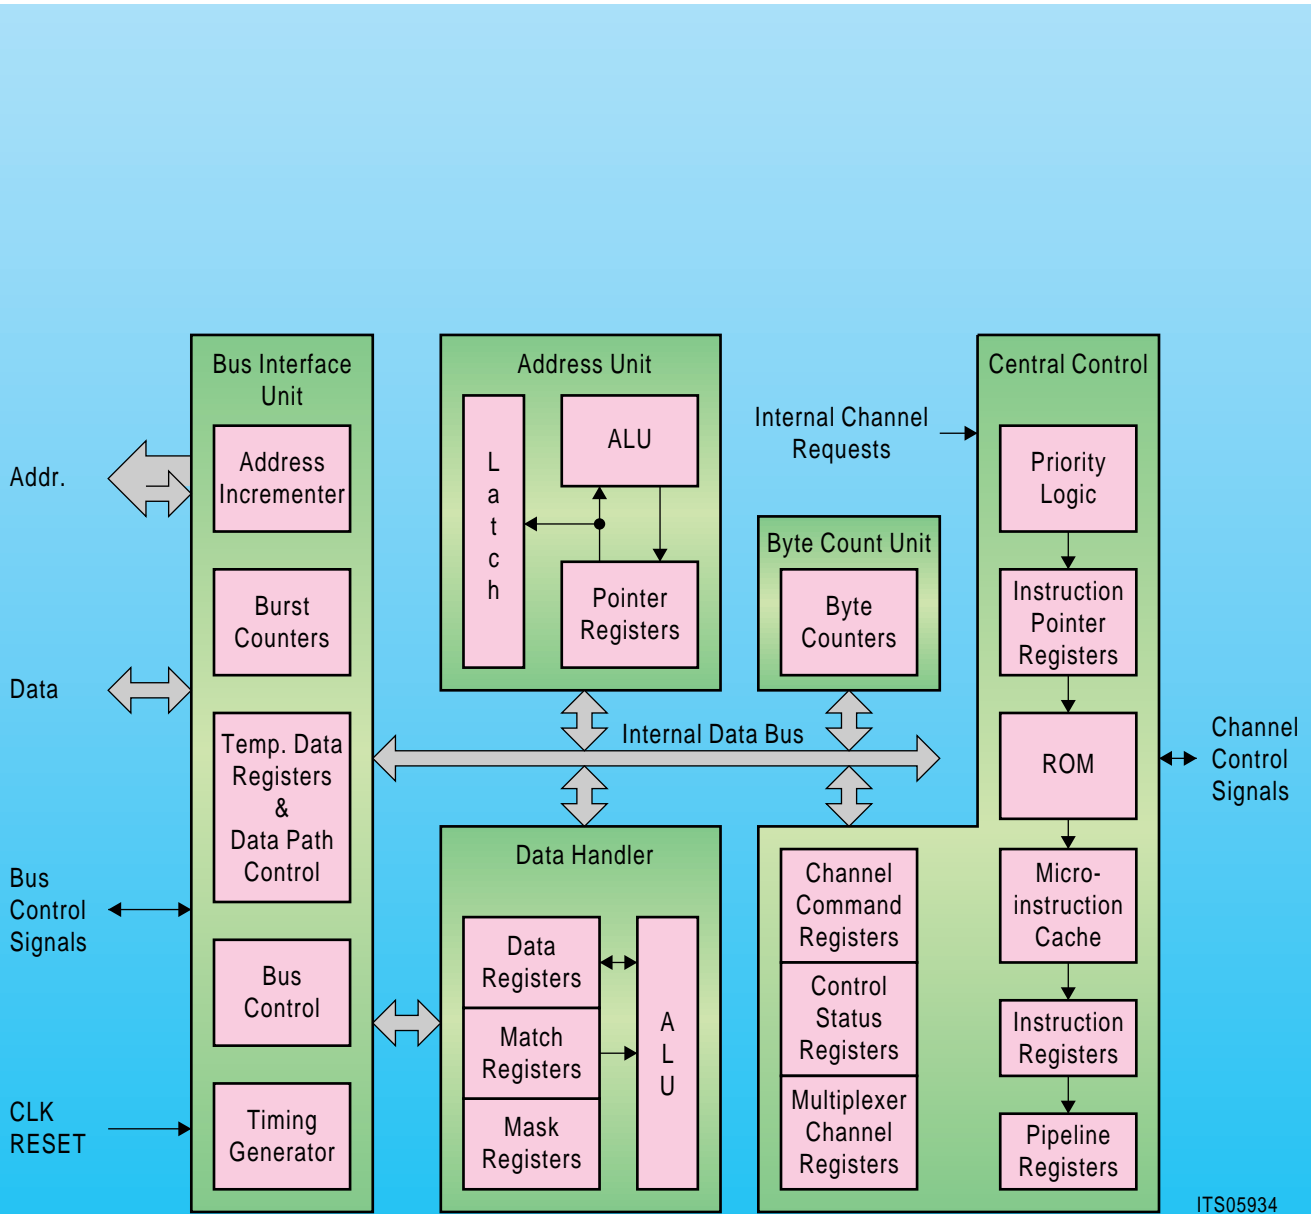 Bus Interface
Unit
Address
Incrementer
Burst
Counters
Temp. Data
Registers
&
Data Path
Control
Bus
Control
Timing
Generator
Addr.
Data
Bus
Control
Signals
CLK
RESET
Address Unit
Latch
ALU
Pointer
Registers
Internal Data Bus
Data Handler
Data
Registers
Match
Registers
Mask
Registers
ALU
Byte Count Unit
Byte
Counters
Internal Channel
Requests
Central Control
Priority
Logic
Instruction
Pointer
Registers
ROM
Micro-
instruction
Cache
Instruction
Registers
Pipeline
Registers
Channel
Command
Registers
Control
Status
Registers
Multiplexer
Channel
Registers
Channel
Control
Signals
ITS05934